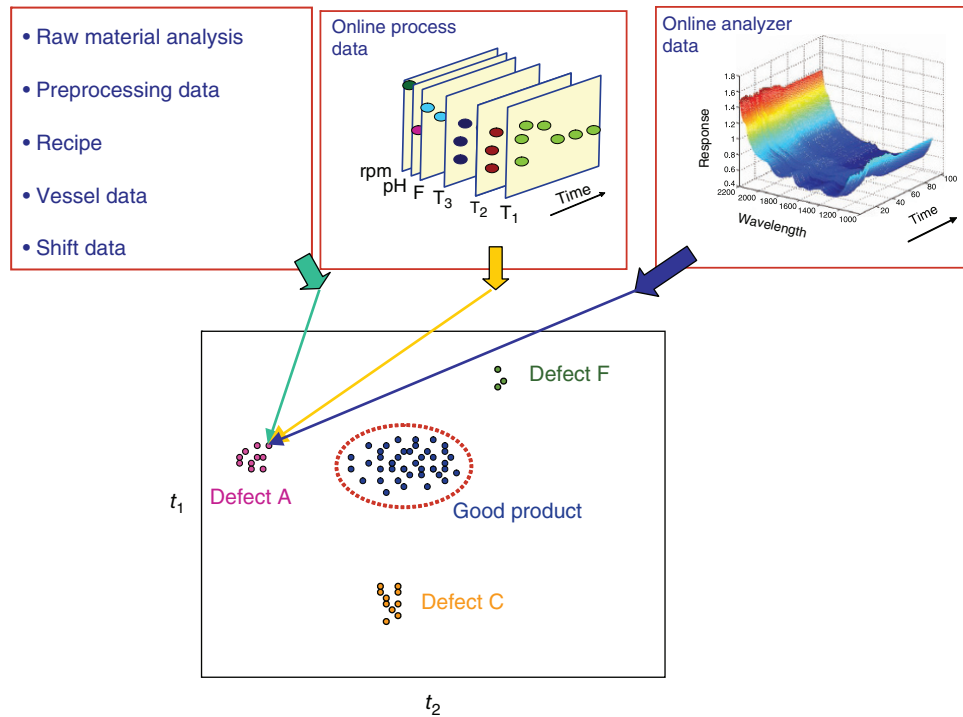 • Raw material analysis
• Preprocessing data
• Recipe
• Vessel data
• Shift data
Online process
data
rpm
pH
F
T3
T2
T1
Time
Online analyzer
data
Response
1.8
1.6
1.4
1.2
1
0.8
0.6
0.4
2200
2000
1800
1600
1400
1200
1000
Wavelength
20
40
60
80
100
Time
Defect F
Defect A
Good product
Defect C
t1
t2